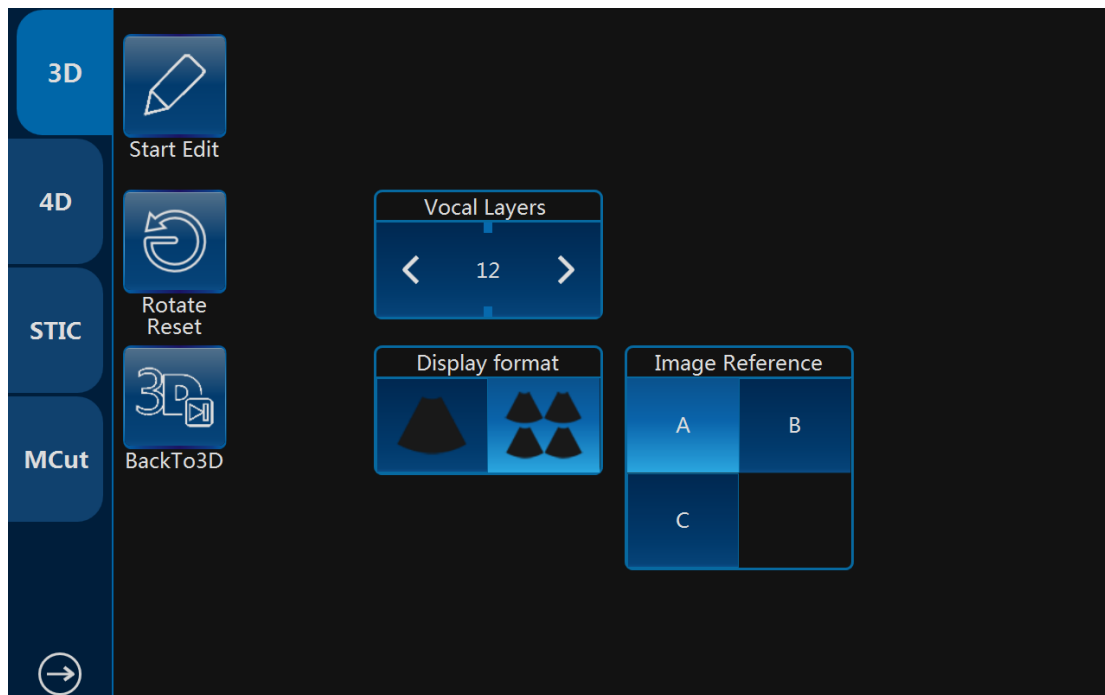 3D
4D
STIC
MCut
Start Edit
Rotate
Reset
3D
BackTo3D
Vocal Layers
12
Display format
Image Reference
A
B
C